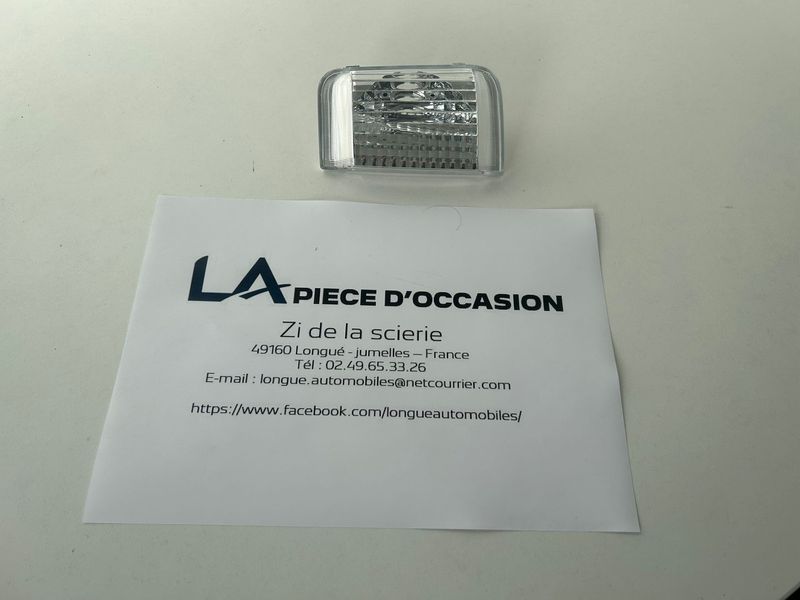 LA PIECE D'OCCASION
Zi de la scierie
49160 Longué - jumelles – France
Tél : 02.49.65.33.26
E-mail : longue.automobiles@netcourrier.com
https://www.facebook.com/longueautomobiles/